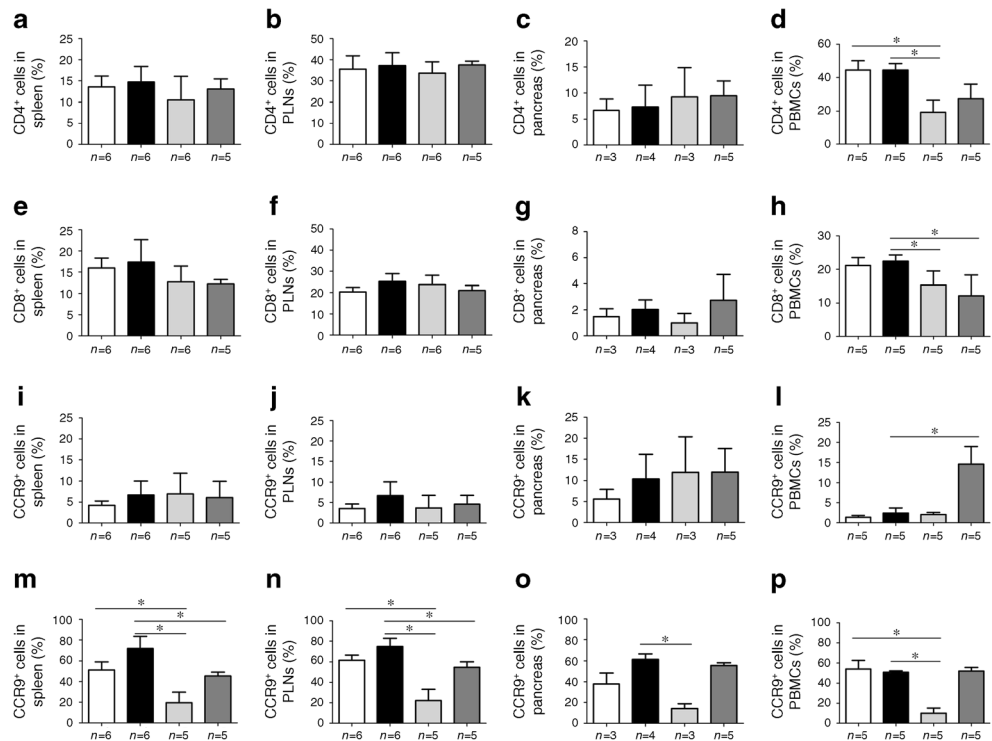 a
CD4⁺ cells in
spleen (%)
25
20
15
10
5
0
n=6 n=6 n=6 n=5
b
CD4⁺ cells in
PLNs (%)
50
40
30
20
10
0
n=6 n=6 n=6 n=5
c
CD4⁺ cells in
pancreas (%)
20
15
10
5
0
n=3 n=4 n=3 n=5
d
CD4⁺ cells in
PBMCs (%)
*
*
60
40
20
0
n=5 n=5 n=5 n=5
e
CD8⁺ cells in
spleen (%)
25
20
15
10
5
0
n=6 n=6 n=6 n=5
f
CD8⁺ cells in
PLNs (%)
50
40
30
20
10
0
n=6 n=6 n=6 n=5
g
CD8⁺ cells in
pancreas (%)
8
6
4
2
0
n=3 n=4 n=3 n=5
h
CD8⁺ cells in
PBMCs (%)
*
*
30
20
10
0
n=5 n=5 n=5 n=5
i
CCR9⁺ cells in
spleen (%)
25
20
15
10
5
0
n=6 n=6 n=5 n=5
j
CCR9⁺ cells in
PLNs (%)
25
20
15
10
5
0
n=6 n=6 n=5 n=5
k
CCR9⁺ cells in
pancreas (%)
25
20
15
10
5
0
n=3 n=4 n=3 n=5
l
CCR9⁺ cells in
PBMCs (%)
*
25
20
15
10
5
0
n=5 n=5 n=5 n=5
m
CCR9⁺ cells in
spleen (%)
*
*
*
100
80
60
40
20
0
n=6 n=6 n=5 n=5
n
CCR9⁺ cells in
PLNs (%)
*
*
*
100
80
60
40
20
0
n=6 n=6 n=5 n=5
o
CCR9⁺ cells in
pancreas (%)
*
100
80
60
40
20
0
n=3 n=4 n=3 n=5
p
CCR9⁺ cells in
PBMCs (%)
*
*
100
80
60
40
20
0
n=5 n=5 n=5 n=5